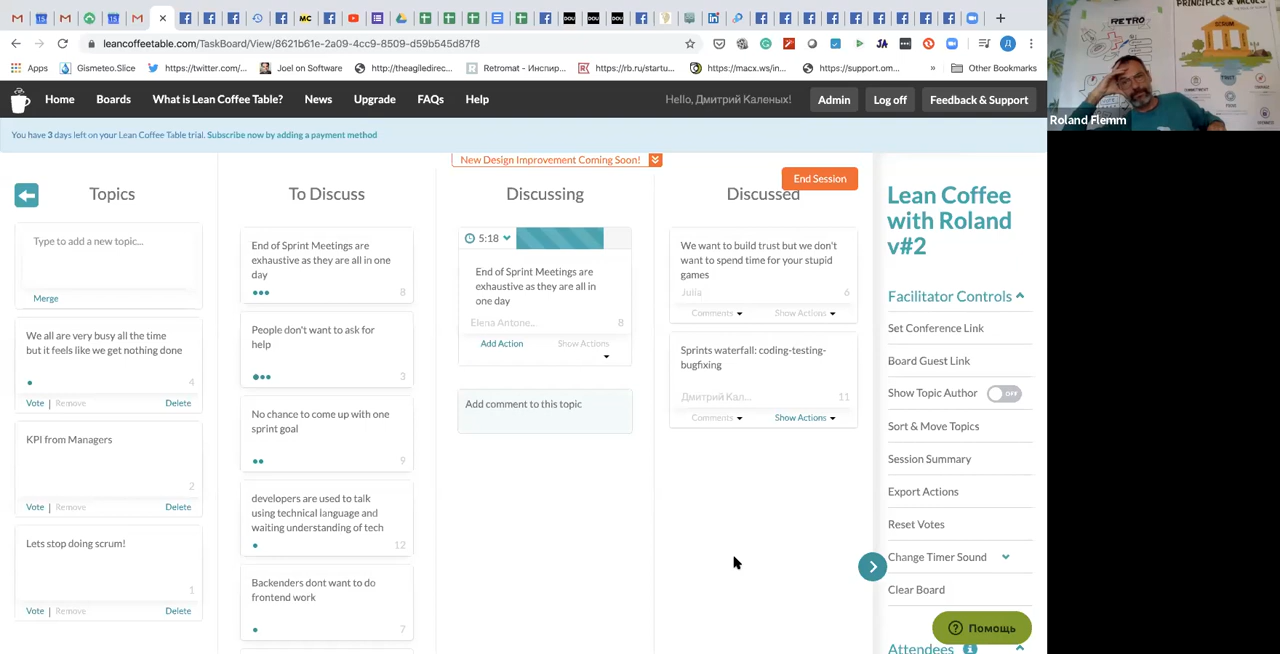 leancoffeetable.com/TaskBoard/View/8621b61e-2a09-4cc9-8509-d59b545d87f8
Apps
Gismeteo.Slice
https://twitter.com/...
Joel on Software
http://theagiledirec...
Retromat - Инспир...
https://rb.ru/startu...
https://macx.ws/in...
https://support.om...
»
Other Bookmarks
Home
Boards
What is Lean Coffee Table?
News
Upgrade
FAQs
Help
Hello, Дмитрий Каленых!
Admin
Log off
Feedback & Support
You have 3 days left on your Lean Coffee Table trial. Subscribe now by adding a payment method
New Design Improvement Coming Soon!
End Session
Topics
Type to add a new topic...
Merge
We all are very busy all the time
but it feels like we get nothing done
4
Vote | Remove
Delete
KPI from Managers
2
Vote | Remove
Delete
Lets stop doing scrum!
1
Vote | Remove
Delete
To Discuss
End of Sprint Meetings are
exhaustive as they are all in one
day
8
People don't want to ask for
help
3
No chance to come up with one
sprint goal
9
developers are used to talk
using technical language and
waiting understanding of tech
12
Backenders dont want to do
frontend work
7
Discussing
5:18
End of Sprint Meetings are
exhaustive as they are all in
one day
Elena Antone...
8
Add Action
Show Actions
Add comment to this topic
Discussed
We want to build trust but we don't
want to spend time for your stupid
games
Julia
6
Comments
Show Actions
Sprints waterfall: coding-testing-
bugfixing
Дмитрий Кал...
11
Comments
Show Actions
Lean Coffee
with Roland
v#2
Facilitator Controls
Set Conference Link
Board Guest Link
Show Topic Author
OFF
Sort & Move Topics
Session Summary
Export Actions
Reset Votes
Change Timer Sound
Clear Board
Помощь
Attendees
RETRO
PRINCIPLES & VALUES
SCRUM
Roland Flemm